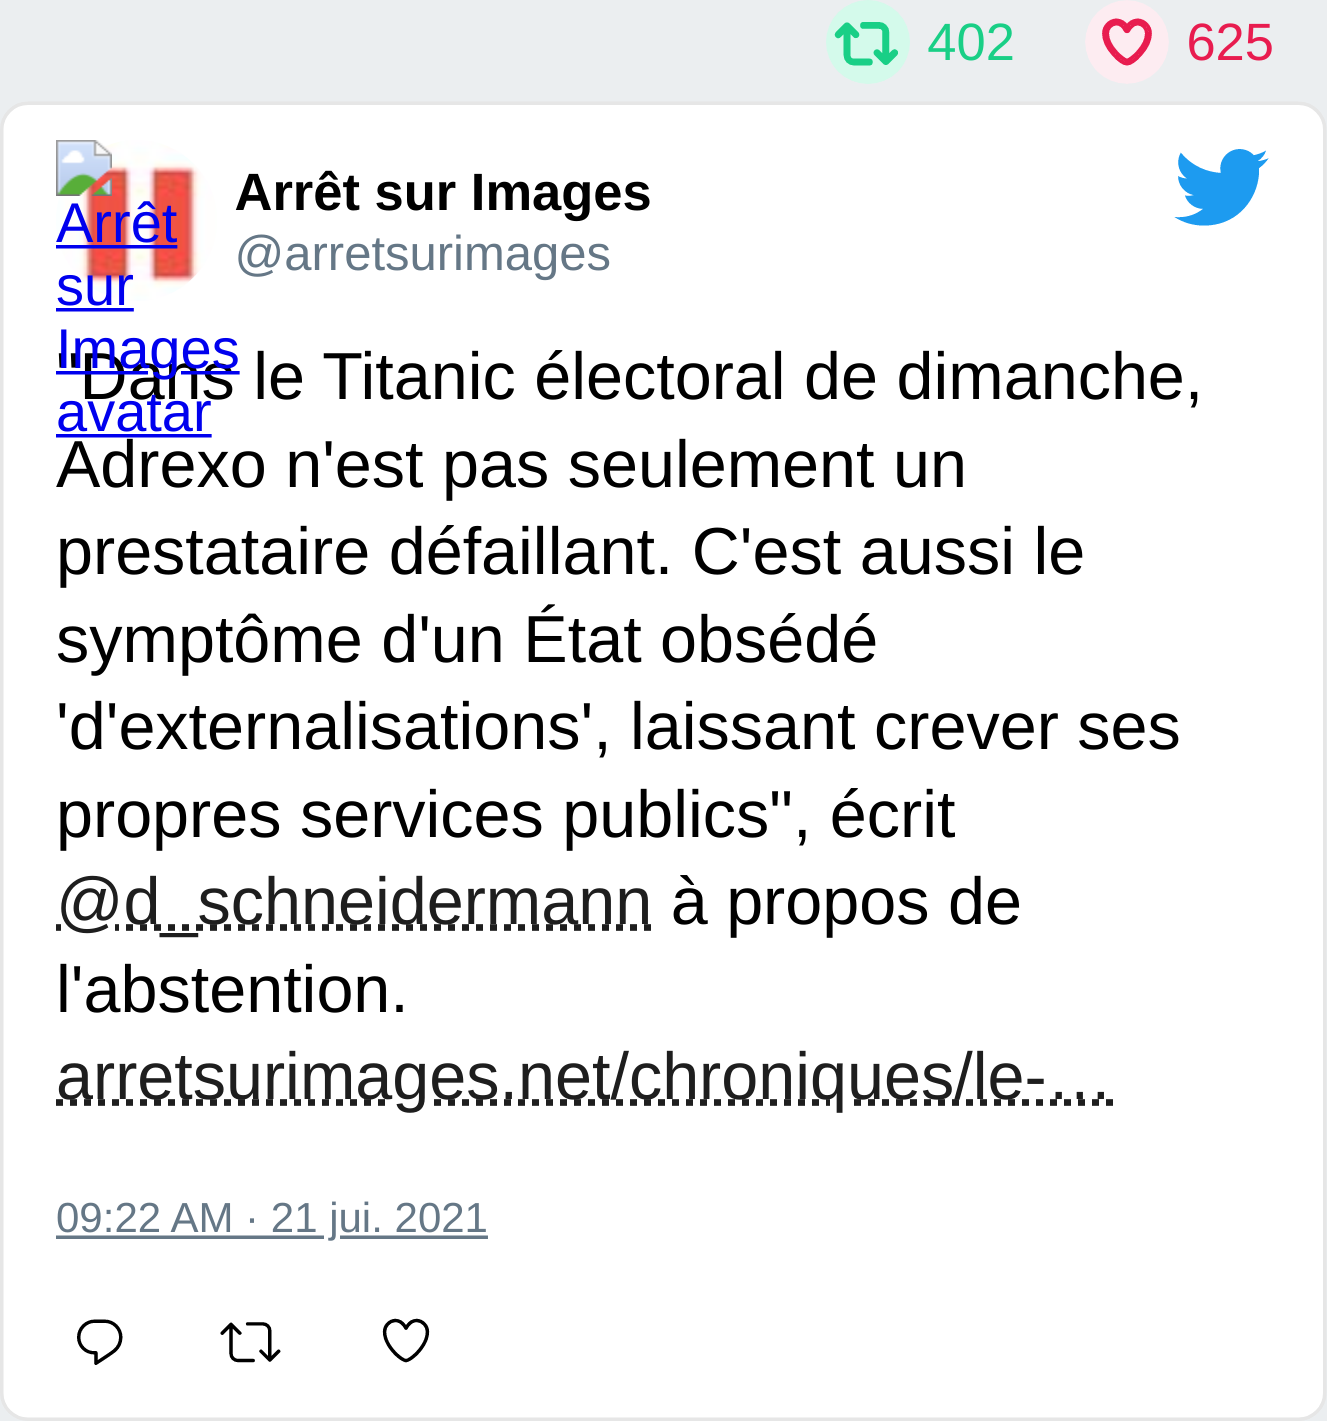 402 625
Arrêt sur Images
@arretsurimages
Arrêt
sur
Images
avatar
"Dans le Titanic électoral de dimanche,
Adrexo n'est pas seulement un
prestataire défaillant. C'est aussi le
symptôme d'un État obsédé
'd'externalisations', laissant crever ses
propres services publics", écrit
@d_schneidermann à propos de
l'abstention.
arretsurimages.net/chroniques/le-…
09:22 AM · 21 jui. 2021